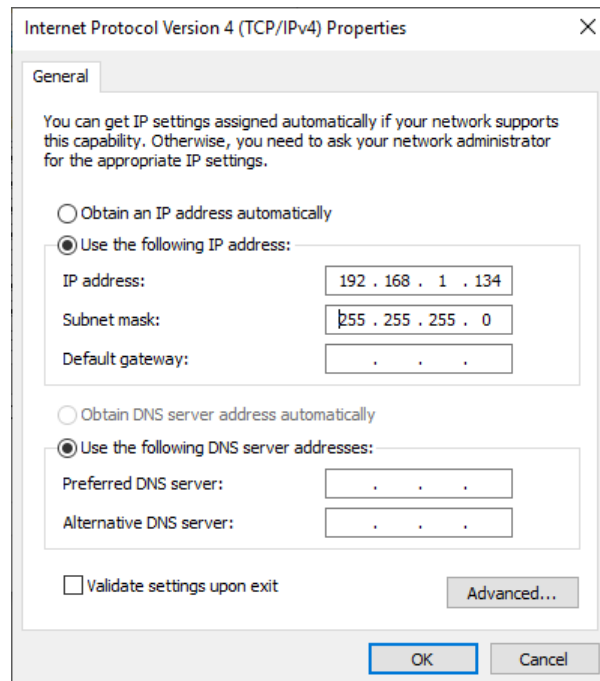 Internet Protocol Version 4 (TCP/IPv4) Properties
General
You can get IP settings assigned automatically if your network supports
this capability. Otherwise, you need to ask your network administrator
for the appropriate IP settings.
Obtain an IP address automatically
Use the following IP address:
IP address: 192 . 168 . 1 . 134
Subnet mask: 255 . 255 . 255 . 0
Default gateway: . . .
Obtain DNS server address automatically
Use the following DNS server addresses:
Preferred DNS server: . . .
Alternative DNS server: . . .
Validate settings upon exit
Advanced...
OK Cancel